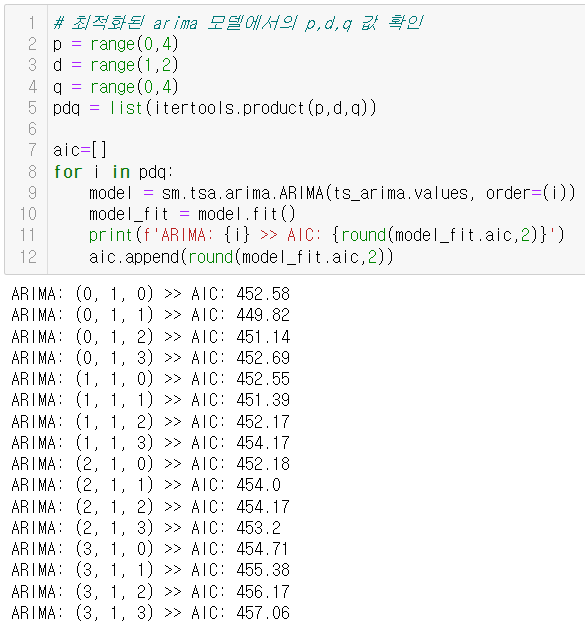 1 # 최적화된 arima 모델에서의 p,d,q 값 확인
2 p = range(0,4)
3 d = range(1,2)
4 q = range(0,4)
5 pdq = list(itertools.product(p,d,q))
6
7 aic=[]
8 for i in pdq:
9     model = sm.tsa.arima.ARIMA(ts_arima.values, order=(i))
10     model_fit = model.fit()
11     print(f'ARIMA: {i} >> AIC: {round(model_fit.aic,2)}')
12     aic.append(round(model_fit.aic,2))
ARIMA: (0, 1, 0) >> AIC: 452.58
ARIMA: (0, 1, 1) >> AIC: 449.82
ARIMA: (0, 1, 2) >> AIC: 451.14
ARIMA: (0, 1, 3) >> AIC: 452.69
ARIMA: (1, 1, 0) >> AIC: 452.55
ARIMA: (1, 1, 1) >> AIC: 451.39
ARIMA: (1, 1, 2) >> AIC: 452.17
ARIMA: (1, 1, 3) >> AIC: 454.17
ARIMA: (2, 1, 0) >> AIC: 452.18
ARIMA: (2, 1, 1) >> AIC: 454.0
ARIMA: (2, 1, 2) >> AIC: 454.17
ARIMA: (2, 1, 3) >> AIC: 453.2
ARIMA: (3, 1, 0) >> AIC: 454.71
ARIMA: (3, 1, 1) >> AIC: 455.38
ARIMA: (3, 1, 2) >> AIC: 456.17
ARIMA: (3, 1, 3) >> AIC: 457.06